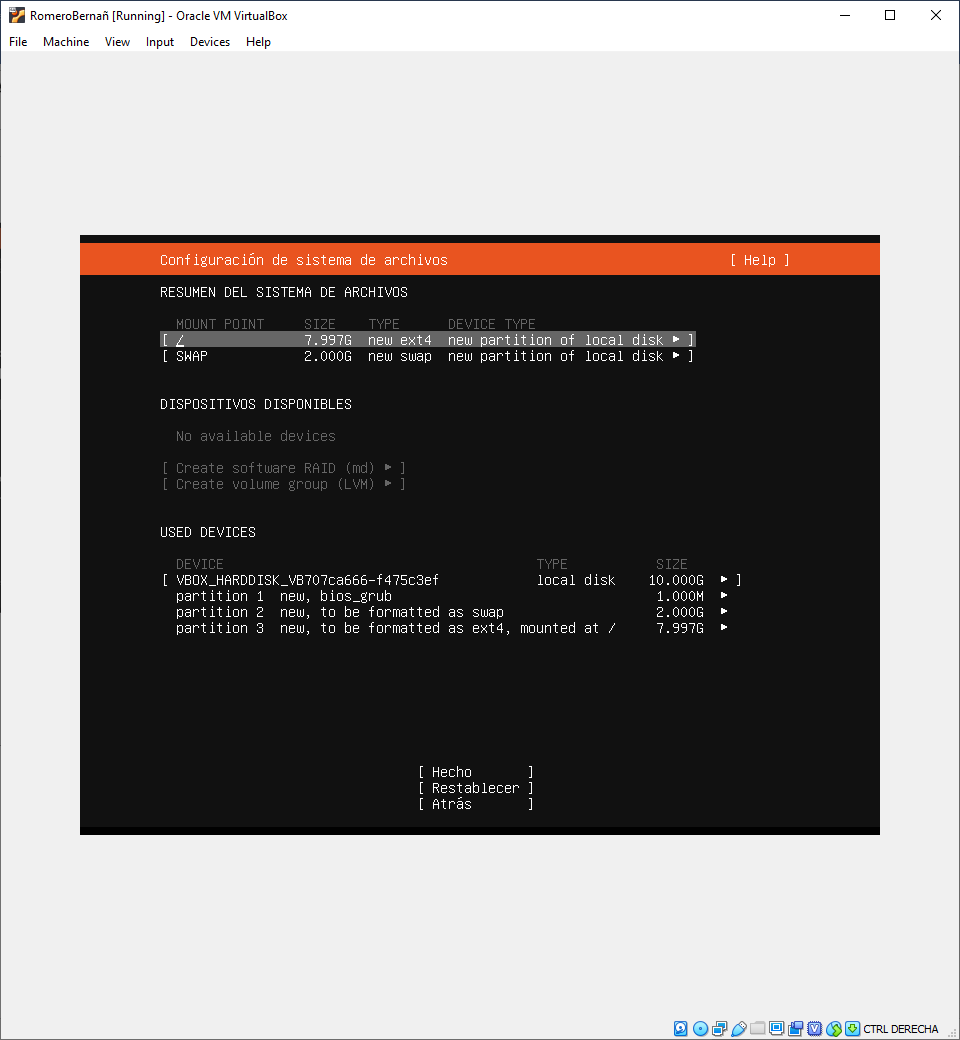 RomeroBernañ [Running] - Oracle VM VirtualBox
File Machine View Input Devices Help
Configuración de sistema de archivos [ Help ]
RESUMEN DEL SISTEMA DE ARCHIVOS
MOUNT POINT SIZE TYPE DEVICE TYPE
[ / 7.997G new ext4 new partition of local disk ▸ ]
[ SWAP 2.000G new swap new partition of local disk ▸ ]
DISPOSITIVOS DISPONIBLES
No available devices
[ Create software RAID (md) ▸ ]
[ Create volume group (LVM) ▸ ]
USED DEVICES
DEVICE TYPE SIZE
[ VBOX_HARDDISK_VB707ca666-f475c3ef local disk 10.000G ▸ ]
partition 1 new, bios_grub 1.000M ▸
partition 2 new, to be formatted as swap 2.000G ▸
partition 3 new, to be formatted as ext4, mounted at / 7.997G ▸
[ Hecho ]
[ Restablecer ]
[ Atrás ]
CTRL DERECHA